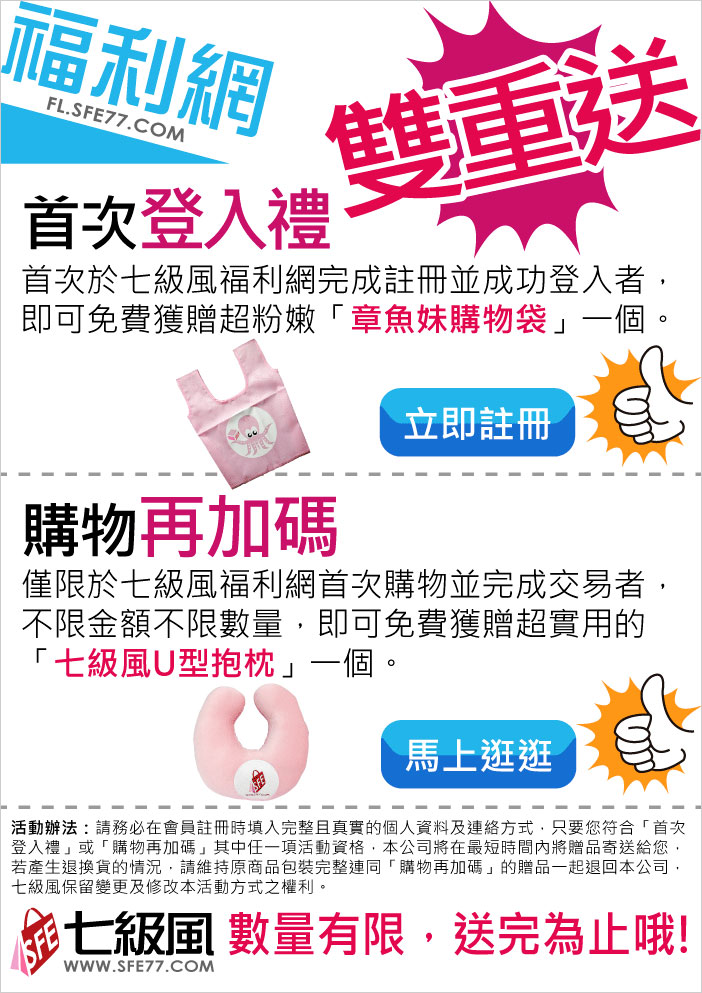 福利網
FL.SFE77.COM
雙重送
首次登入禮
首次於七級風福利網完成註冊並成功登入者，
即可免費獲贈超粉嫩「章魚妹購物袋」一個。
立即註冊
購物再加碼
僅限於七級風福利網首次購物並完成交易者，
不限金額不限數量，即可免費獲贈超實用的
「七級風U型抱枕」一個。
SFE
馬上逛逛
活動辦法：請務必在會員註冊時填入完整且真實的個人資料及連絡方式，只要您符合「首次
登入禮」或「購物再加碼」其中任一項活動資格，本公司將在最短時間內將贈品寄送給您，
若產生退換貨的情況，請維持原商品包裝完整連同「購物再加碼」的贈品一起退回本公司，
七級風保留變更及修改本活動方式之權利。
SFE 七級風 數量有限，送完為止哦!
WWW.SFE77.COM